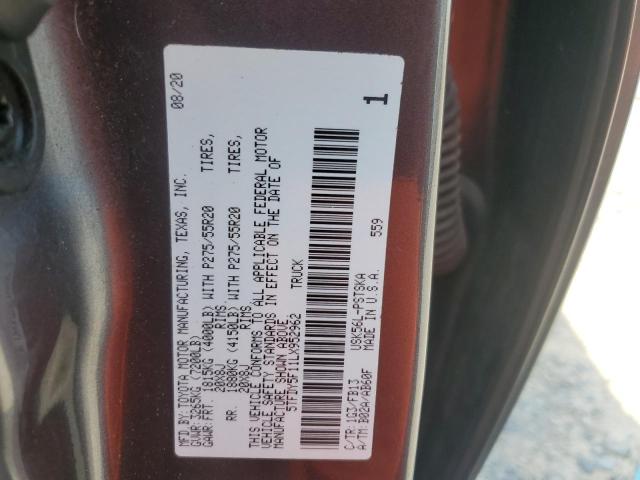 MFD BY:TOYOTA MOTOR MANUFACTURING, TEXAS, INC. 08/20
GVWR:3265KG( 7200LB)
GAWR:FRT. 1815KG (4000LB) WITH P275/55R20 TIRES,
20x8J RIMS,
RR. 1880KG (4150LB) WITH P275/55R20 TIRES,
20x8J RIMS,
THIS VEHICLE CONFORMS TO ALL APPLICABLE FEDERAL MOTOR
VEHICLE SAFETY STANDARDS IN EFFECT ON THE DATE OF
MANUFACTURE SHOWN ABOVE.
5TFDY5F11LX952962 TRUCK
USK56L-PSTSKA 559
C/TR:1G3/FB13 MADE IN U.S.A.
A/TM:B02A/AB60F
1